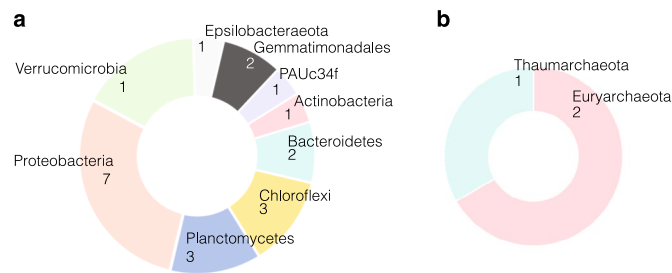 a
Epsilobacteraeota
1
Gemmatimonadales
2
PAUc34f
1
Actinobacteria
1
Bacteroidetes
2
Chloroflexi
3
Planctomycetes
3
Proteobacteria
7
Verrucomicrobia
1
b
Thaumarchaeota
1
Euryarchaeota
2